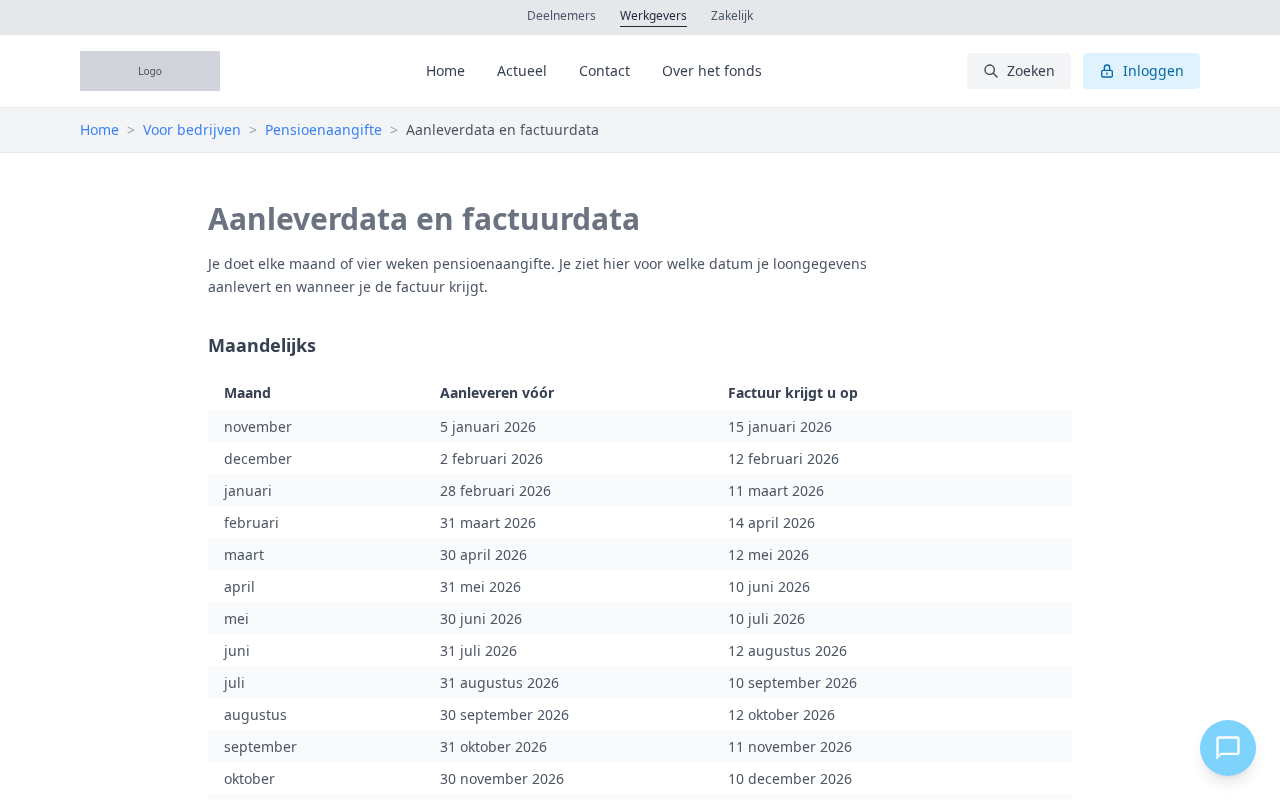 Deelnemers Werkgevers Zakelijk
Logo
Home Actueel Contact Over het fonds
Zoeken Inloggen
Home > Voor bedrijven > Pensioenaangifte > Aanleverdata en factuurdata
Aanleverdata en factuurdata
Je doet elke maand of vier weken pensioenaangifte. Je ziet hier voor welke datum je loongegevens
aanlevert en wanneer je de factuur krijgt.
Maandelijks
Maand Aanleveren vóór Factuur krijgt u op
november 5 januari 2026 15 januari 2026
december 2 februari 2026 12 februari 2026
januari 28 februari 2026 11 maart 2026
februari 31 maart 2026 14 april 2026
maart 30 april 2026 12 mei 2026
april 31 mei 2026 10 juni 2026
mei 30 juni 2026 10 juli 2026
juni 31 juli 2026 12 augustus 2026
juli 31 augustus 2026 10 september 2026
augustus 30 september 2026 12 oktober 2026
september 31 oktober 2026 11 november 2026
oktober 30 november 2026 10 december 2026